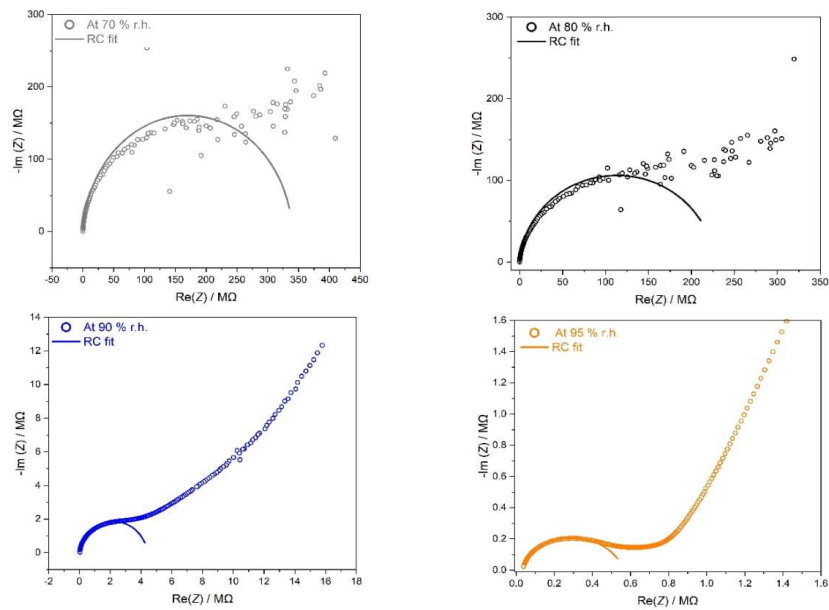 At 70 % r.h.
RC fit
300
200
100
0
-Im (Z) / MΩ
-50 0 50 100 150 200 250 300 350 400 450
Re(Z) / MΩ
At 80 % r.h.
RC fit
300
200
100
0
-Im (Z) / MΩ
0 50 100 150 200 250 300 350
Re(Z) / MΩ
At 90 % r.h.
RC fit
14
12
10
8
6
4
2
0
-Im (Z) / MΩ
-2 0 2 4 6 8 10 12 14 16 18
Re(Z) / MΩ
At 95 % r.h.
RC fit
1.6
1.4
1.2
1.0
0.8
0.6
0.4
0.2
0.0
-Im (Z) / MΩ
0.0 0.2 0.4 0.6 0.8 1.0 1.2 1.4 1.6
Re(Z) / MΩ